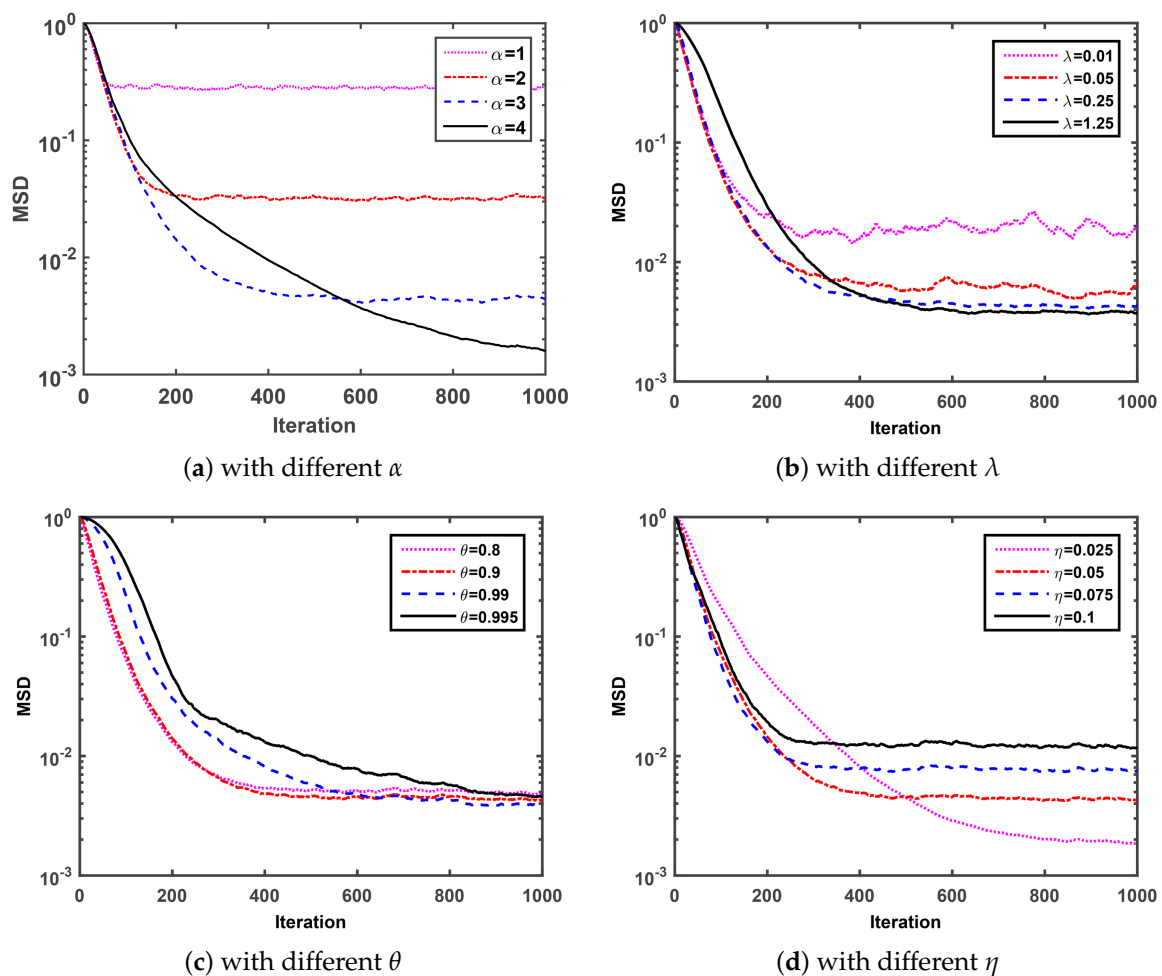 10^0
10^-1
10^-2
10^-3
MSD
0 200 400 600 800 1000
Iteration
α=1
α=2
α=3
α=4
(a) with different α
10^0
10^-1
10^-2
10^-3
MSD
0 200 400 600 800 1000
Iteration
λ=0.01
λ=0.05
λ=0.25
λ=1.25
(b) with different λ
10^0
10^-1
10^-2
10^-3
MSD
0 200 400 600 800 1000
Iteration
θ=0.8
θ=0.9
θ=0.99
θ=0.995
(c) with different θ
10^0
10^-1
10^-2
10^-3
MSD
0 200 400 600 800 1000
Iteration
η=0.025
η=0.05
η=0.075
η=0.1
(d) with different η